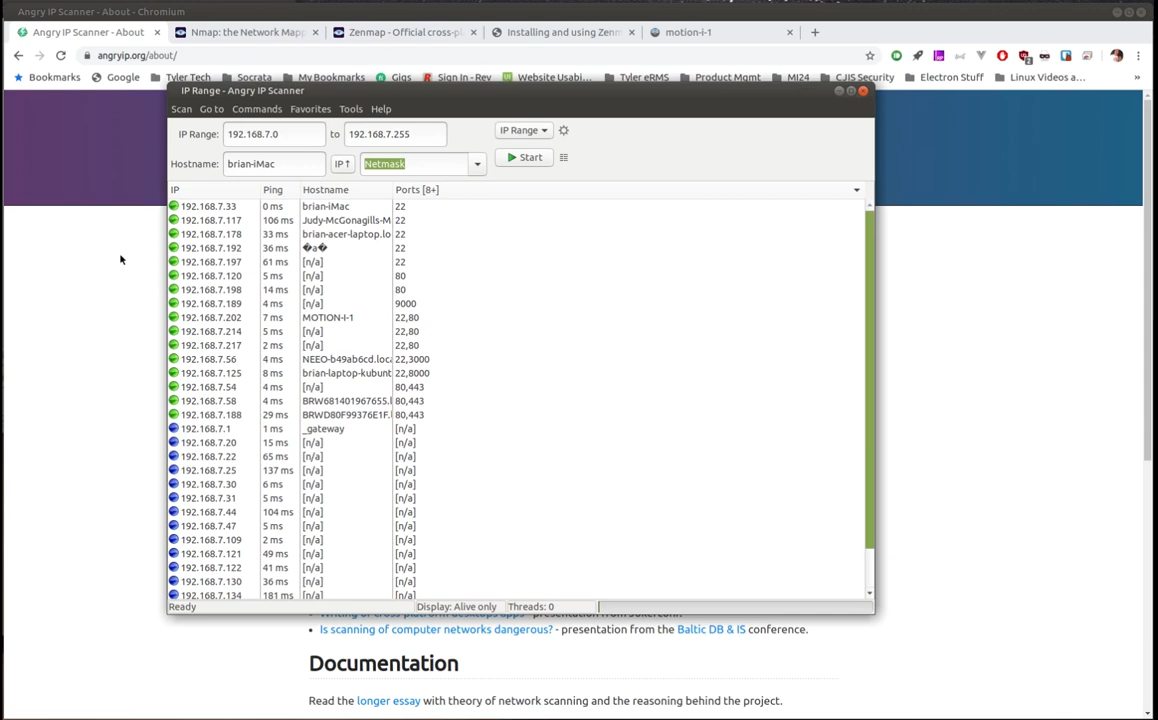 Angry IP Scanner - About - Chromium
Angry IP Scanner - About
Nmap: the Network Mapp
Zenmap - Official cross-pl
Installing and using Zenm
motion-i-1
angryip.org/about/
Bookmarks Google Tyler Tech Socrata My Bookmarks Gigs Sign In - Rev Website Usabi... Tyler eRMS Product Mgmt MI24 CJIS Security Electron Stuff Linux Videos a...
IP Range - Angry IP Scanner
Scan Go to Commands Favorites Tools Help
IP Range: 192.168.7.0 to 192.168.7.255 IP Range
Hostname: brian-iMac IP↑ Netmask Start
IP Ping Hostname Ports [8+]
192.168.7.33 0 ms brian-iMac 22
192.168.7.117 106 ms Judy-McGonagills-M 22
192.168.7.178 33 ms brian-acer-laptop.lo 22
192.168.7.192 36 ms �a� 22
192.168.7.197 61 ms [n/a] 22
192.168.7.120 5 ms [n/a] 80
192.168.7.198 14 ms [n/a] 80
192.168.7.189 4 ms [n/a] 9000
192.168.7.202 7 ms MOTION-I-1 22,80
192.168.7.214 5 ms [n/a] 22,80
192.168.7.217 2 ms [n/a] 22,80
192.168.7.56 4 ms NEEO-b49ab6cd.loca 22,3000
192.168.7.125 8 ms brian-laptop-kubunt 22,8000
192.168.7.54 4 ms [n/a] 80,443
192.168.7.58 4 ms BRW681401967655.l 80,443
192.168.7.188 29 ms BRWD80F99376E1F.l 80,443
192.168.7.1 1 ms _gateway [n/a]
192.168.7.20 15 ms [n/a] [n/a]
192.168.7.22 65 ms [n/a] [n/a]
192.168.7.25 137 ms [n/a] [n/a]
192.168.7.30 6 ms [n/a] [n/a]
192.168.7.31 5 ms [n/a] [n/a]
192.168.7.44 104 ms [n/a] [n/a]
192.168.7.47 5 ms [n/a] [n/a]
192.168.7.109 2 ms [n/a] [n/a]
192.168.7.121 49 ms [n/a] [n/a]
192.168.7.122 41 ms [n/a] [n/a]
192.168.7.130 36 ms [n/a] [n/a]
192.168.7.134 181 ms [n/a] [n/a]
Ready Display: Alive only Threads: 0
Is scanning of computer networks dangerous? - presentation from the Baltic DB & IS conference.
Documentation
Read the longer essay with theory of network scanning and the reasoning behind the project.